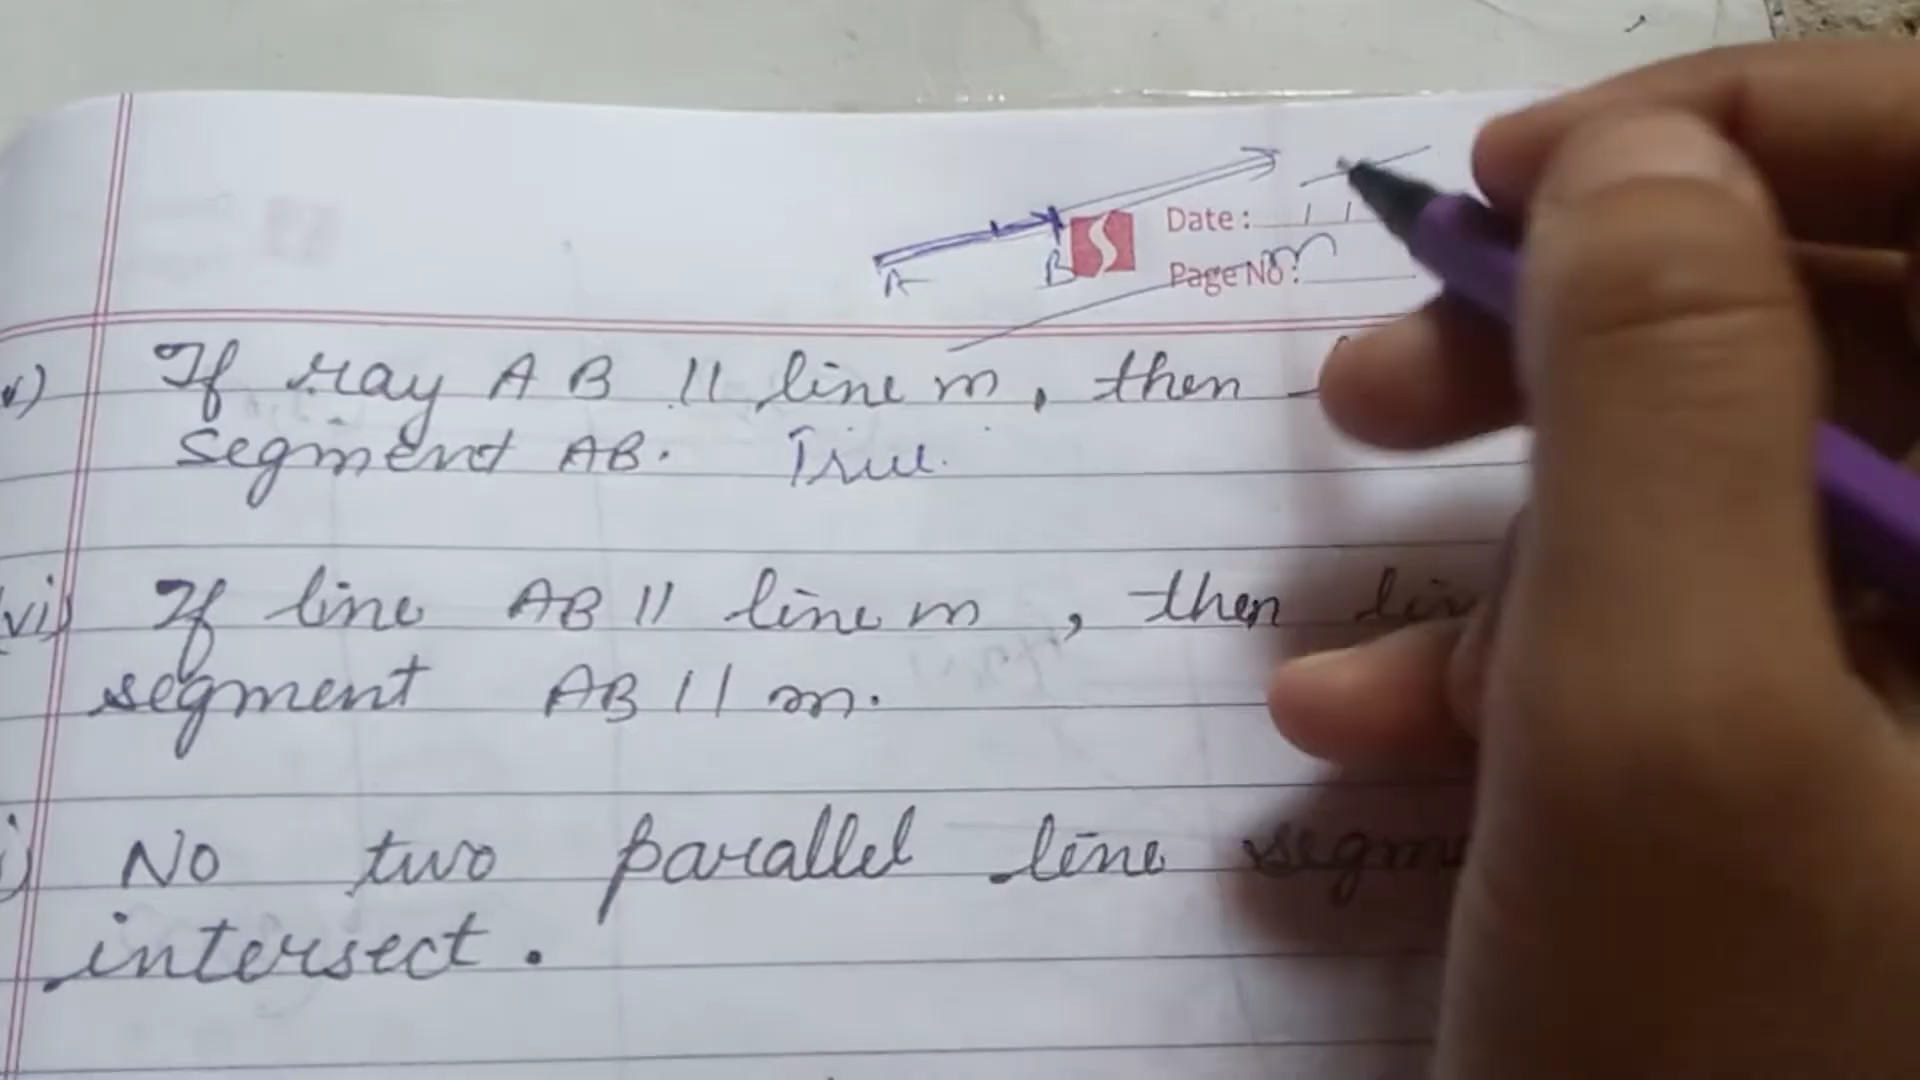 Date :
A B
Page No :
m
v) If ray AB || line m, then
segment AB. True.
(vi) If line AB || line m, then
segment AB || m.
No two parallel line
intersect.